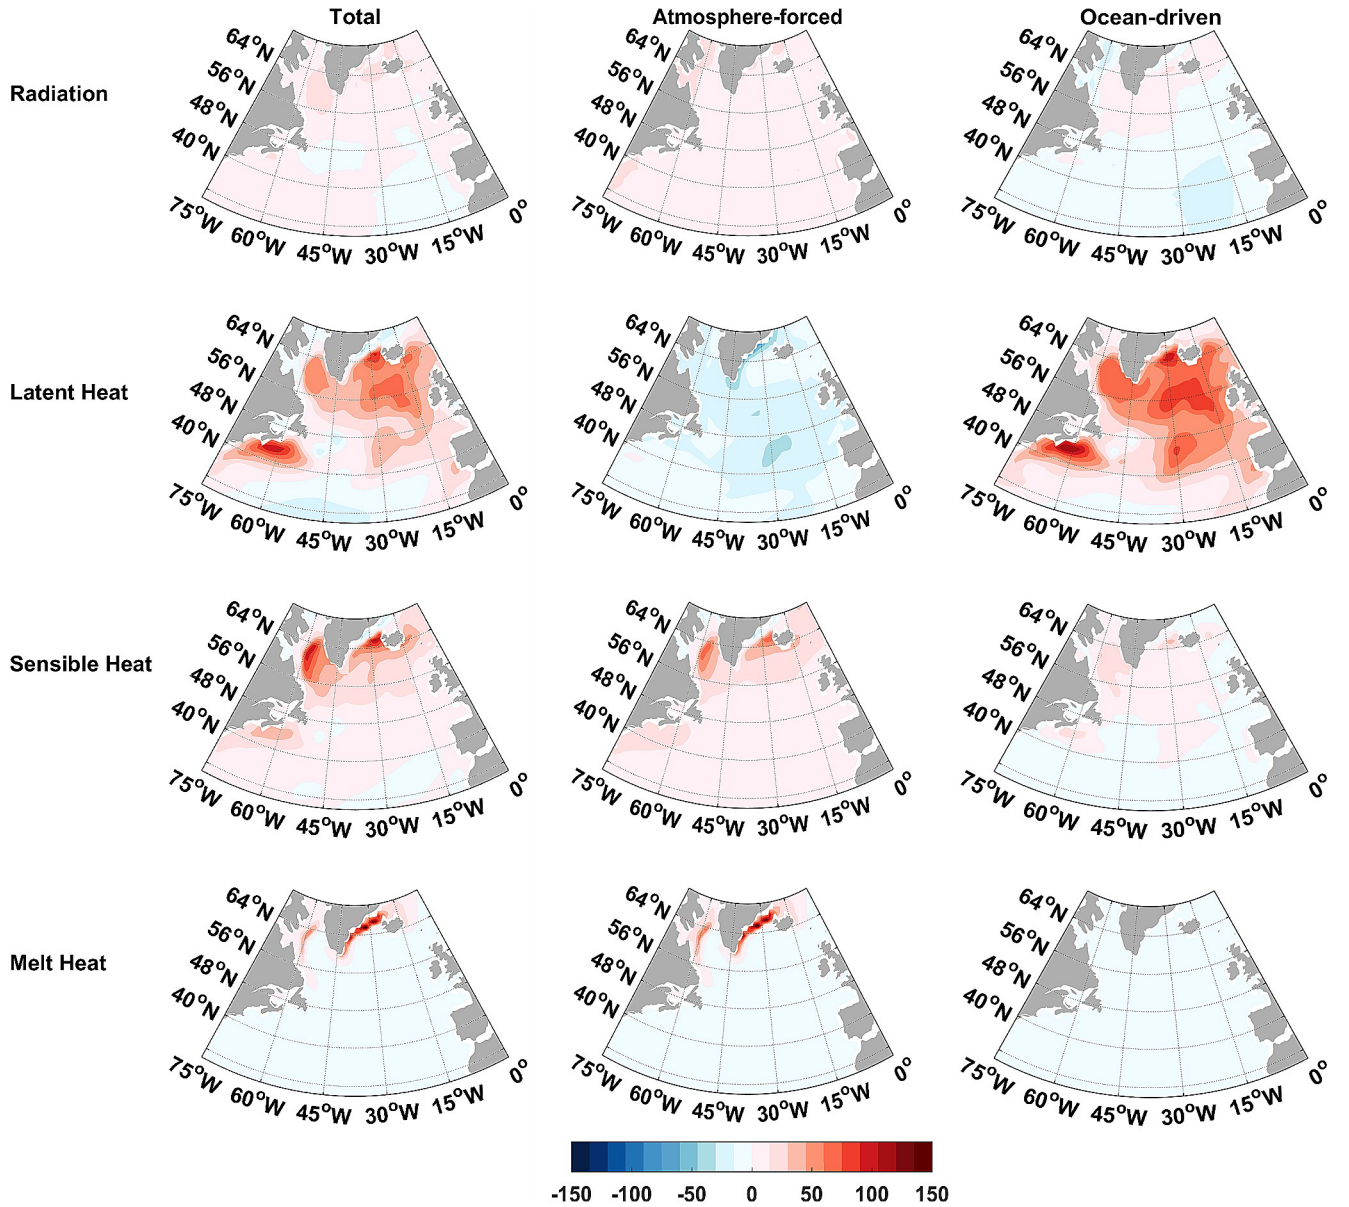 Total Atmosphere-forced Ocean-driven
Radiation
64°N 64°N 64°N
56°N 56°N 56°N
48°N 48°N 48°N
40°N 40°N 40°N
75°W 60°W 45°W 30°W 15°W 0° 75°W 60°W 45°W 30°W 15°W 0° 75°W 60°W 45°W 30°W 15°W 0°
Latent Heat
64°N 64°N 64°N
56°N 56°N 56°N
48°N 48°N 48°N
40°N 40°N 40°N
75°W 60°W 45°W 30°W 15°W 0° 75°W 60°W 45°W 30°W 15°W 0° 75°W 60°W 45°W 30°W 15°W 0°
Sensible Heat
64°N 64°N 64°N
56°N 56°N 56°N
48°N 48°N 48°N
40°N 40°N 40°N
75°W 60°W 45°W 30°W 15°W 0° 75°W 60°W 45°W 30°W 15°W 0° 75°W 60°W 45°W 30°W 15°W 0°
Melt Heat
64°N 64°N 64°N
56°N 56°N 56°N
48°N 48°N 48°N
40°N 40°N 40°N
75°W 60°W 45°W 30°W 15°W 0° 75°W 60°W 45°W 30°W 15°W 0° 75°W 60°W 45°W 30°W 15°W 0°
-150 -100 -50 0 50 100 150